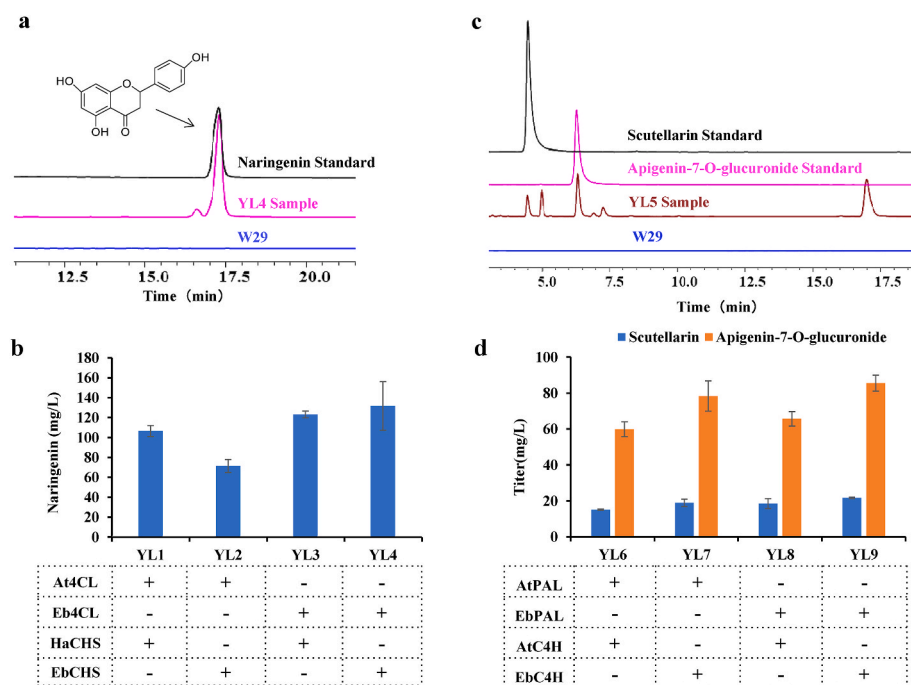 a
OH
HO
O
OH
O
Naringenin Standard
YL4 Sample
W29
12.5 15.0 17.5 20.0
Time (min)
c
Scutellarin Standard
Apigenin-7-O-glucuronide Standard
YL5 Sample
W29
5.0 7.5 10.0 12.5 15.0 17.5
Time (min)
b
180
160
140
120
100
80
60
40
20
0
Naringenin (mg/L)
YL1 YL2 YL3 YL4
At4CL + + - -
Eb4CL - - + +
HaCHS + - + -
EbCHS - + - +
d
Scutellarin Apigenin-7-O-glucuronide
100
80
60
40
20
0
Titer(mg/L)
YL6 YL7 YL8 YL9
AtPAL + + - -
EbPAL - - + +
AtC4H + - + -
EbC4H - + - +